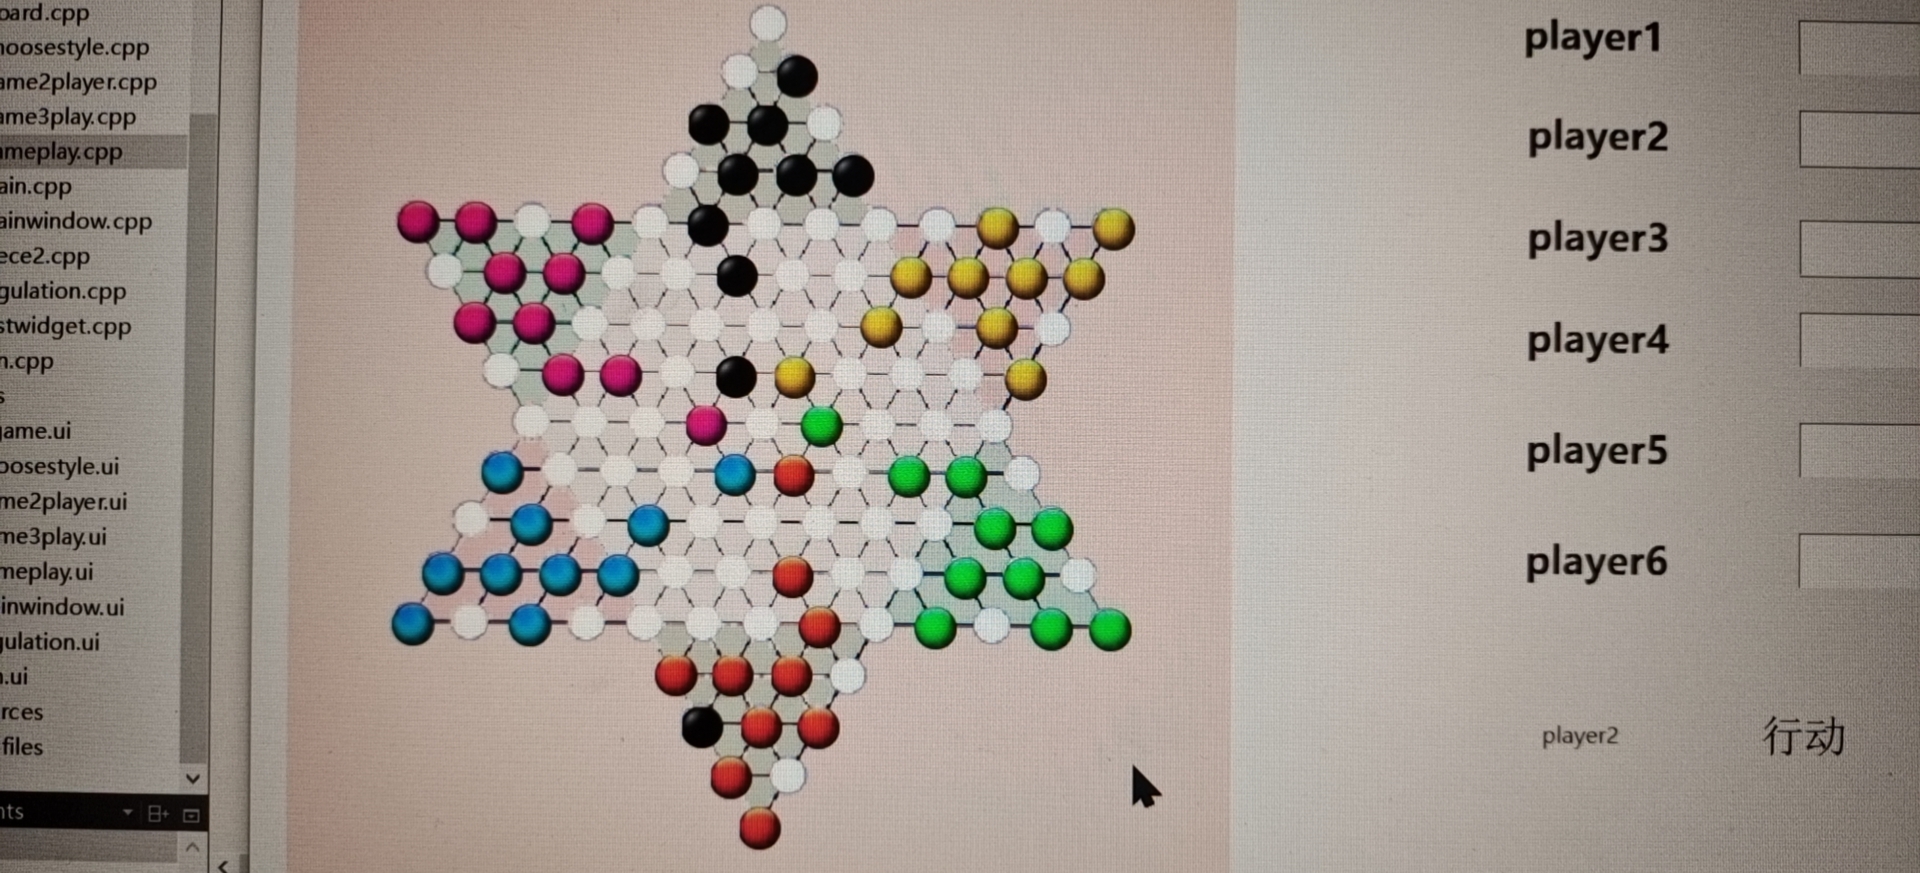 oard.cpp
hoosestyle.cpp
ame2player.cpp
ame3play.cpp
ameplay.cpp
ain.cpp
ainwindow.cpp
ece2.cpp
gulation.cpp
stwidget.cpp
n.cpp
s
game.ui
oosestyle.ui
me2player.ui
me3play.ui
meplay.ui
inwindow.ui
gulation.ui
n.ui
rces
files
nts
player1
player2
player3
player4
player5
player6
player2 行动